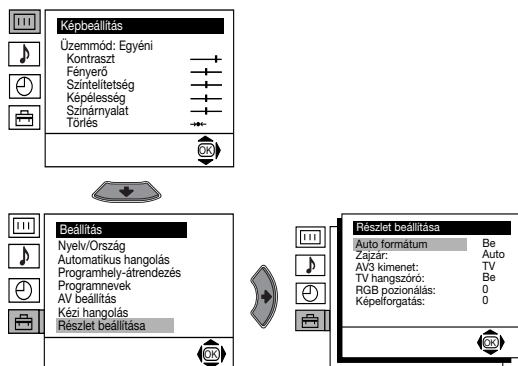 Képbeállítás
Üzemmód: Egyéni
Kontraszt
Fényerő
Színtelítetség
Képélesség
Szinárnyalat
Törlés
OK
Beállítás
Nyelv/Ország
Automatikus hangolás
Programhely-átrendezés
Programnevek
AV beállítás
Kézi hangolás
Részlet beállítása
OK
Részlet beállítása
Auto formátum Be
Zajzár: Auto
AV3 kimenet: TV
TV hangszóró: Be
RGB pozionálás: 0
Képelforgatás: 0
OK